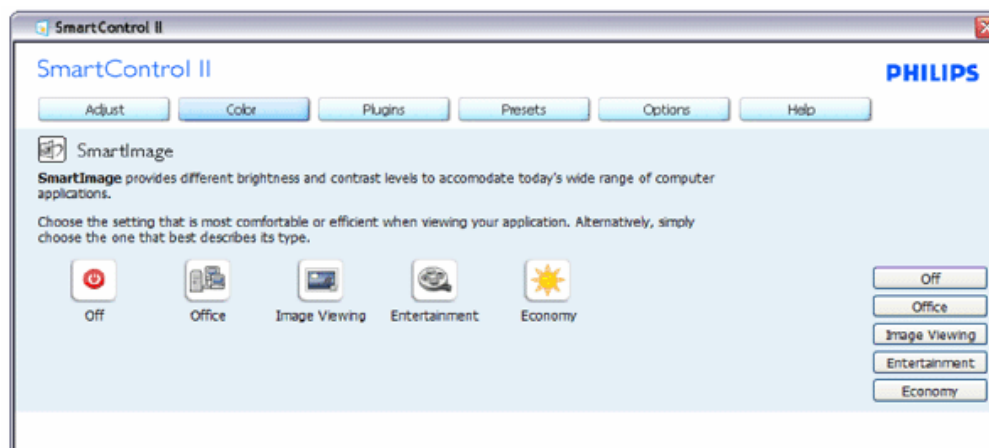 SmartControl II
SmartControl II
PHILIPS
Adjust Color Plugins Presets Options Help
SmartImage
SmartImage provides different brightness and contrast levels to accomodate today's wide range of computer
applications.
Choose the setting that is most comfortable or efficient when viewing your application. Alternatively, simply
choose the one that best describes its type.
Off Office Image Viewing Entertainment Economy
Off
Office
Image Viewing
Entertainment
Economy